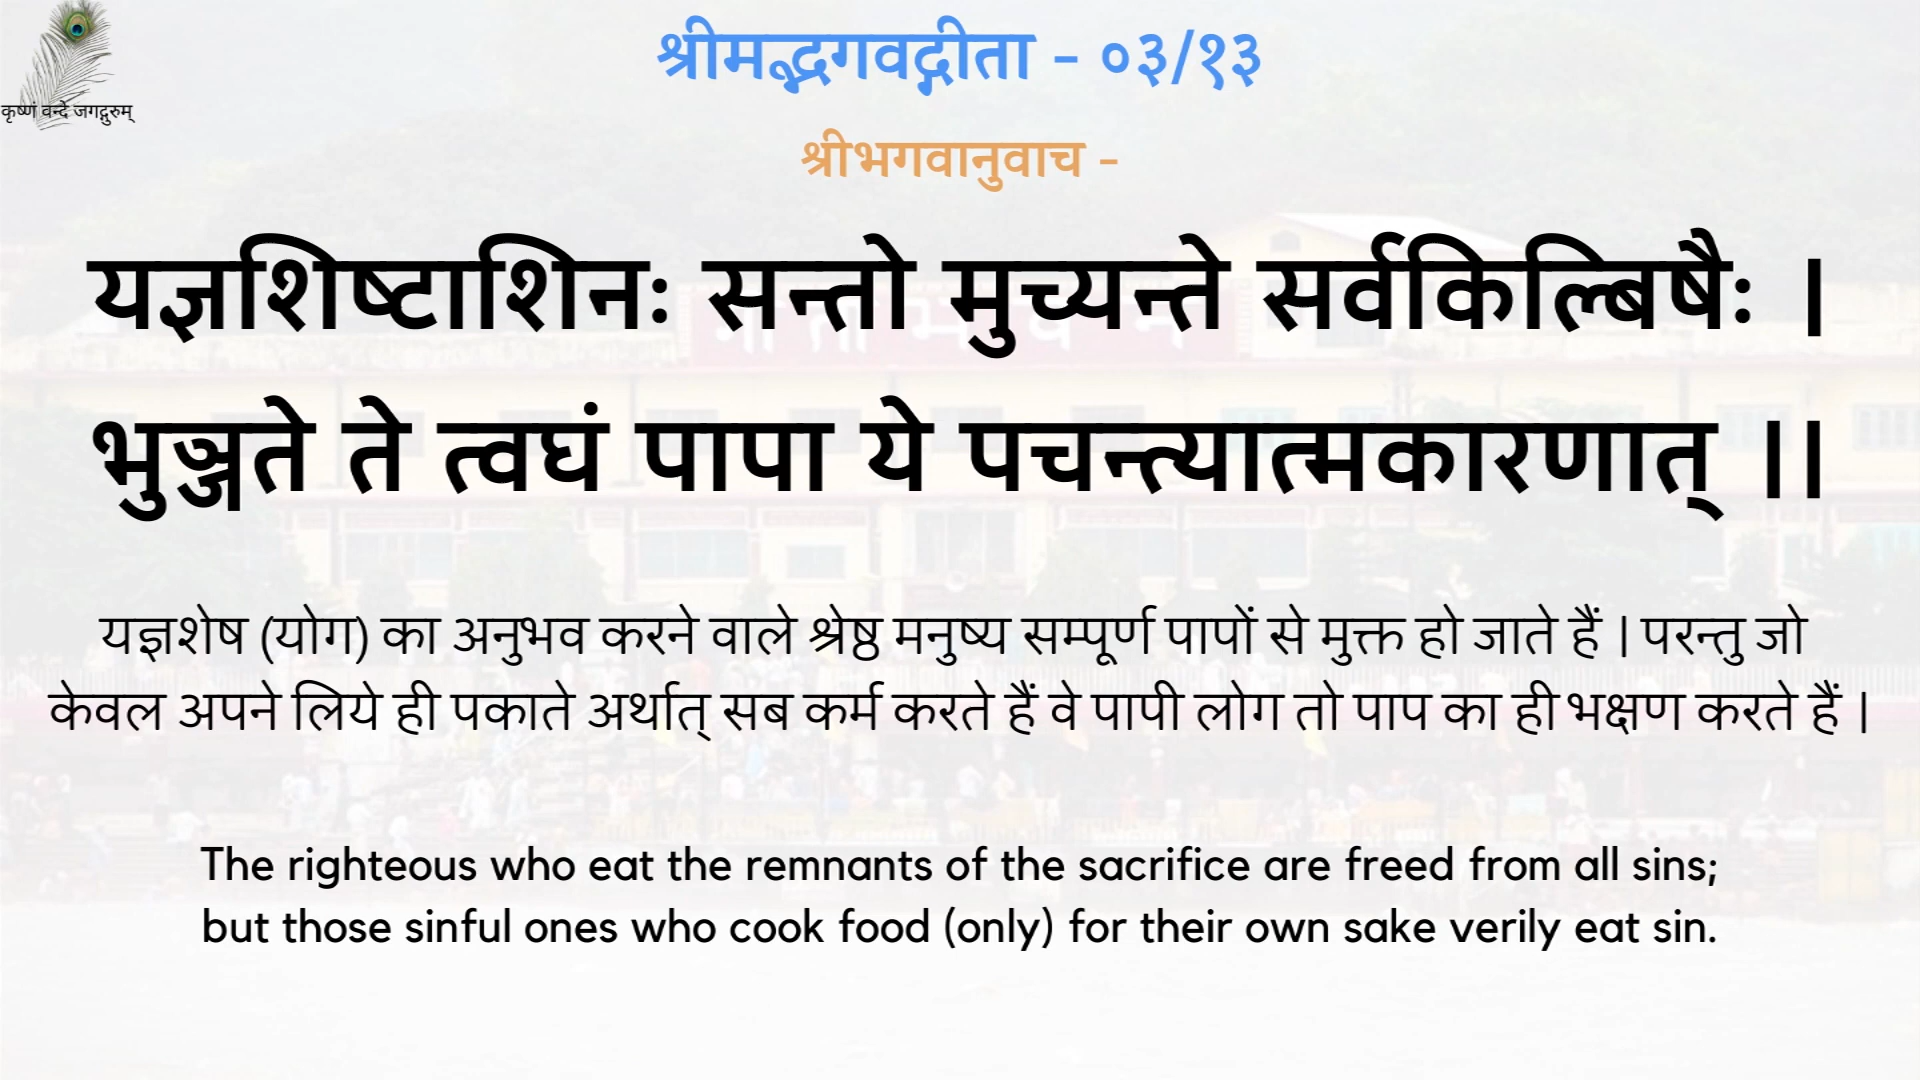 श्रीमद्भगवद्गीता - ०३/१३
कृष्णं वन्दे जगद्गुरुम्
श्रीभगवानुवाच -
यज्ञशिष्टाशिनः सन्तो मुच्यन्ते सर्वकिल्बिषैः ।
भुञ्जते ते त्वघं पापा ये पचन्त्यात्मकारणात् ।।
यज्ञशेष (योग) का अनुभव करने वाले श्रेष्ठ मनुष्य सम्पूर्ण पापों से मुक्त हो जाते हैं | परन्तु जो
केवल अपने लिये ही पकाते अर्थात् सब कर्म करते हैं वे पापी लोग तो पाप का ही भक्षण करते हैं |
The righteous who eat the remnants of the sacrifice are freed from all sins;
but those sinful ones who cook food (only) for their own sake verily eat sin.